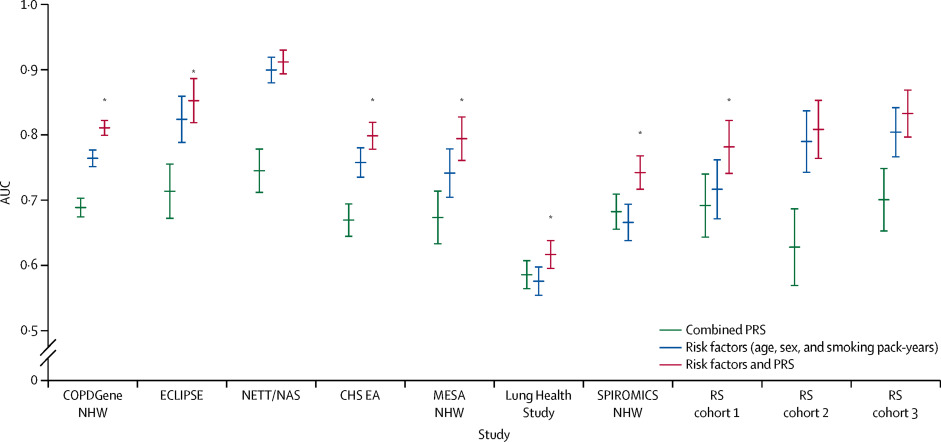 1·0
0·9
0·8
0·7
0·6
0·5
0
AUC
*
*
*
*
*
*
*
Combined PRS
Risk factors (age, sex, and smoking pack-years)
Risk factors and PRS
COPDGene
NHW
ECLIPSE
NETT/NAS
CHS EA
MESA
NHW
Lung Health
Study
SPIROMICS
NHW
RS
cohort 1
RS
cohort 2
RS
cohort 3
Study